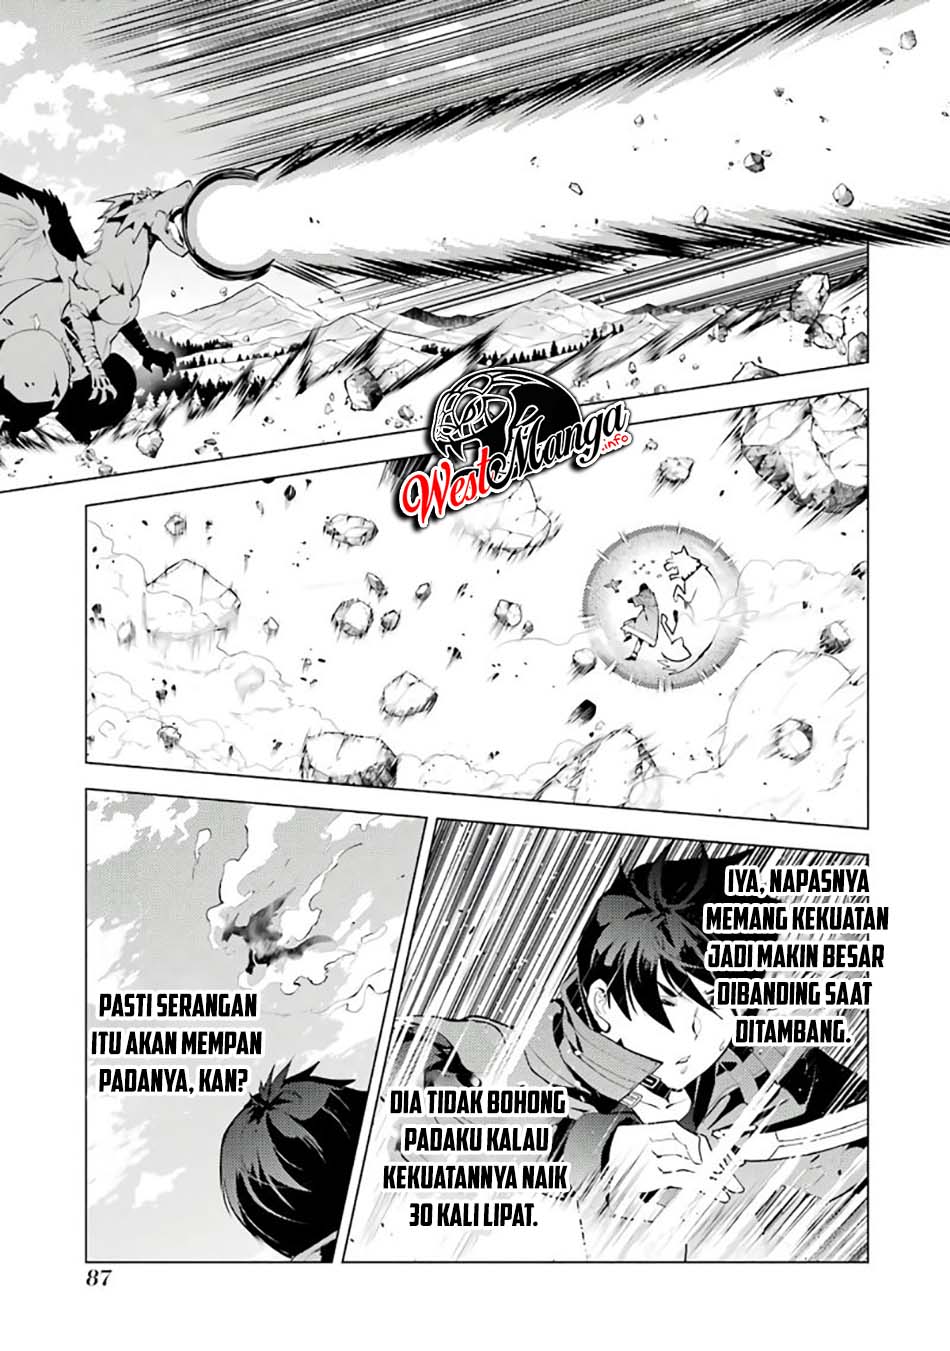 WestManga
.info
IYA, NAPASNYA
MEMANG KEKUATAN
JADI MAKIN BESAR
DIBANDING SAAT
DITAMBANG.
DIA TIDAK BOHONG
PADAKU KALAU
KEKUATANNYA NAIK
30 KALI LIPAT.
PASTI SERANGAN
ITU AKAN MEMPAN
PADANYA, KAN?
87